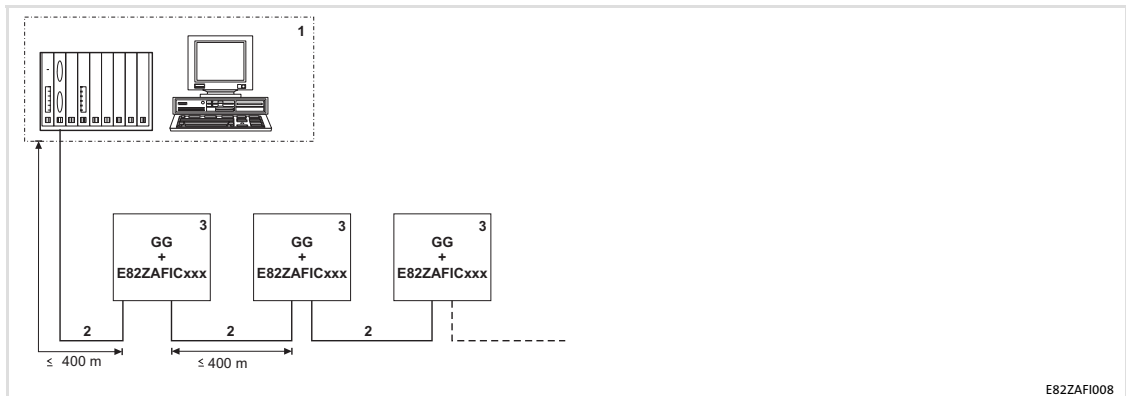 1
3
GG
+
E82ZAFICxxx
3
GG
+
E82ZAFICxxx
3
GG
+
E82ZAFICxxx
2
2
2
≤ 400 m
≤ 400 m
E82ZAFI008